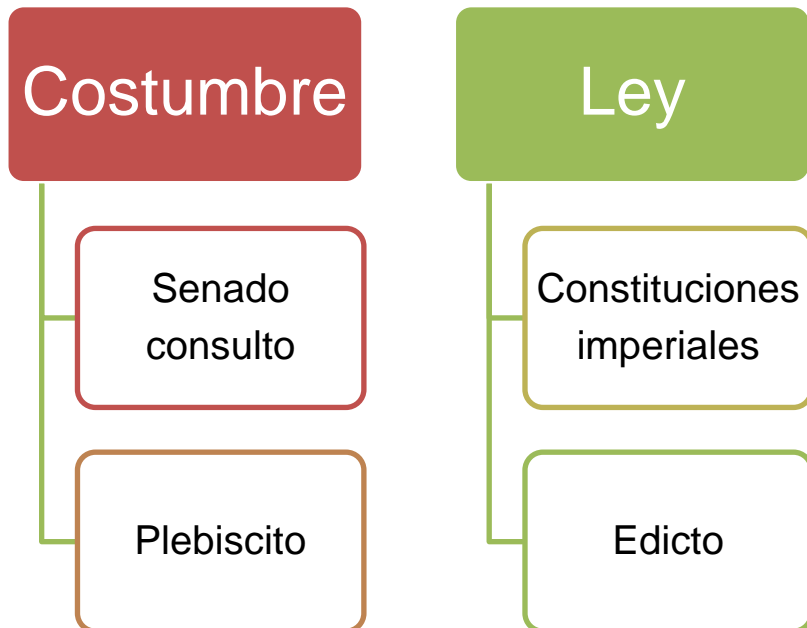 Costumbre
Senado
consulto
Plebiscito
Ley
Constituciones
imperiales
Edicto